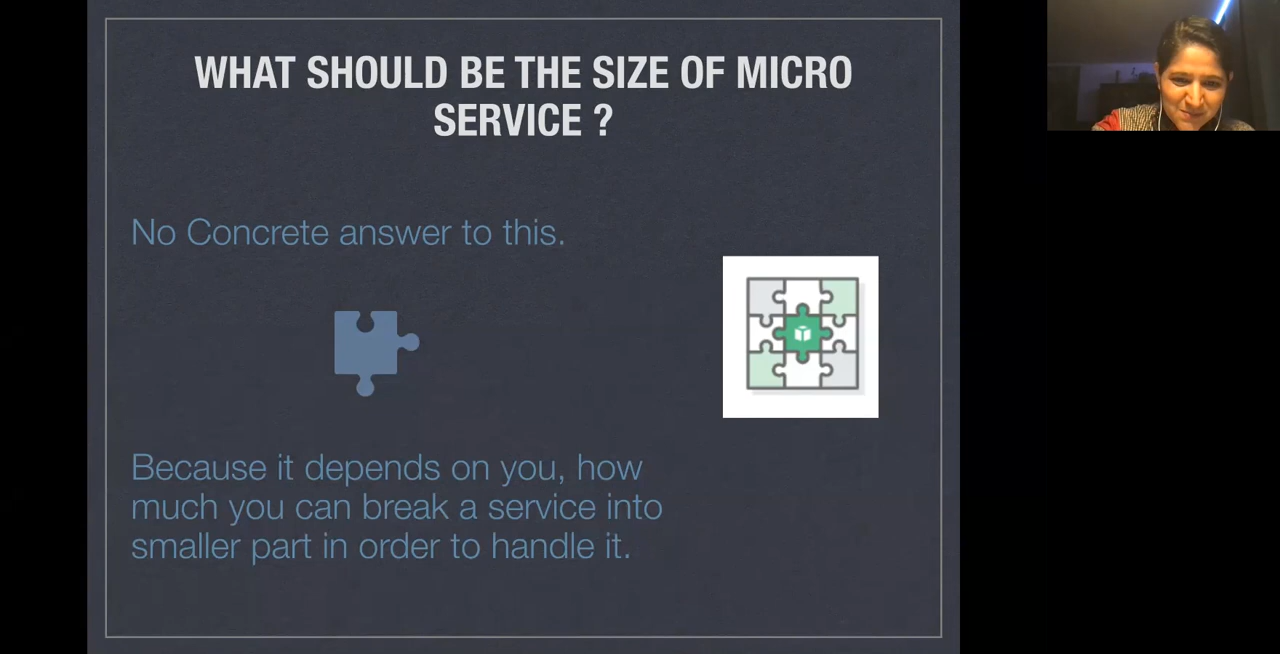 WHAT SHOULD BE THE SIZE OF MICRO
SERVICE ?
No Concrete answer to this.
Because it depends on you, how
much you can break a service into
smaller part in order to handle it.